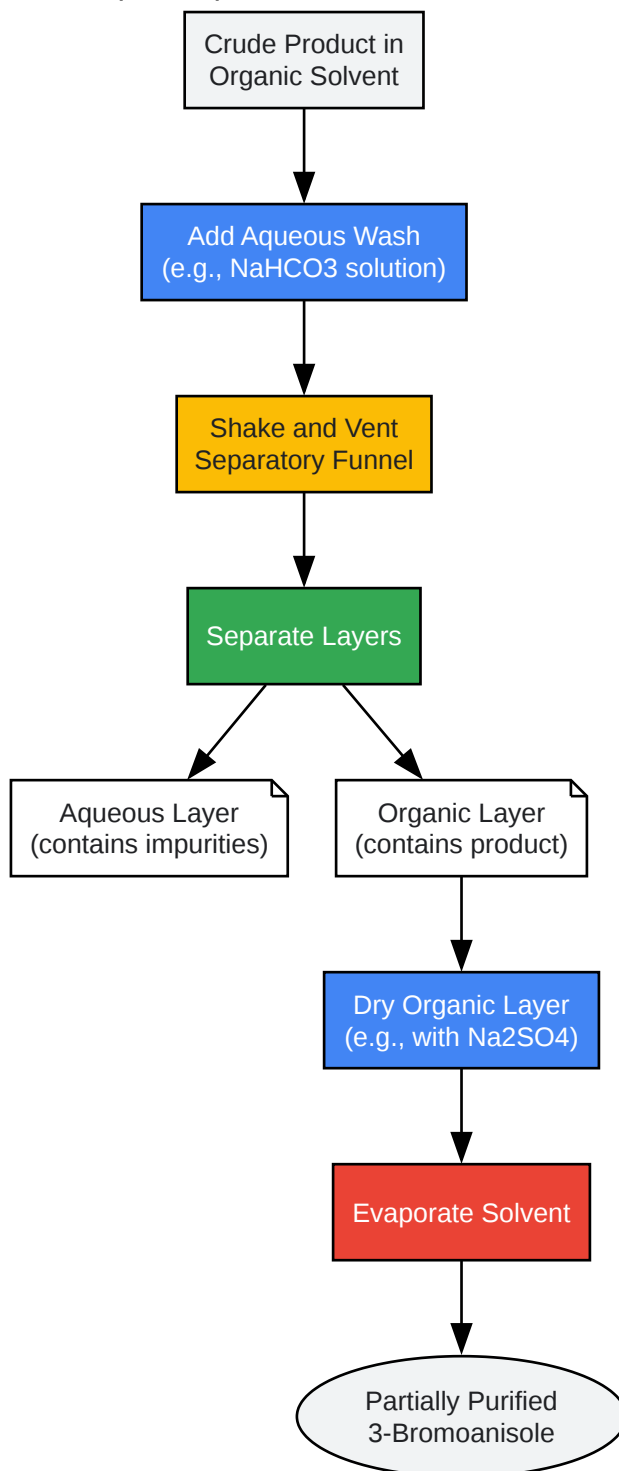 Crude Product in
Organic Solvent
Add Aqueous Wash
(e.g., NaHCO3 solution)
Shake and Vent
Separatory Funnel
Separate Layers
Aqueous Layer
(contains impurities)
Organic Layer
(contains product)
Dry Organic Layer
(e.g., with Na2SO4)
Evaporate Solvent
Partially Purified
3-Bromoanisole